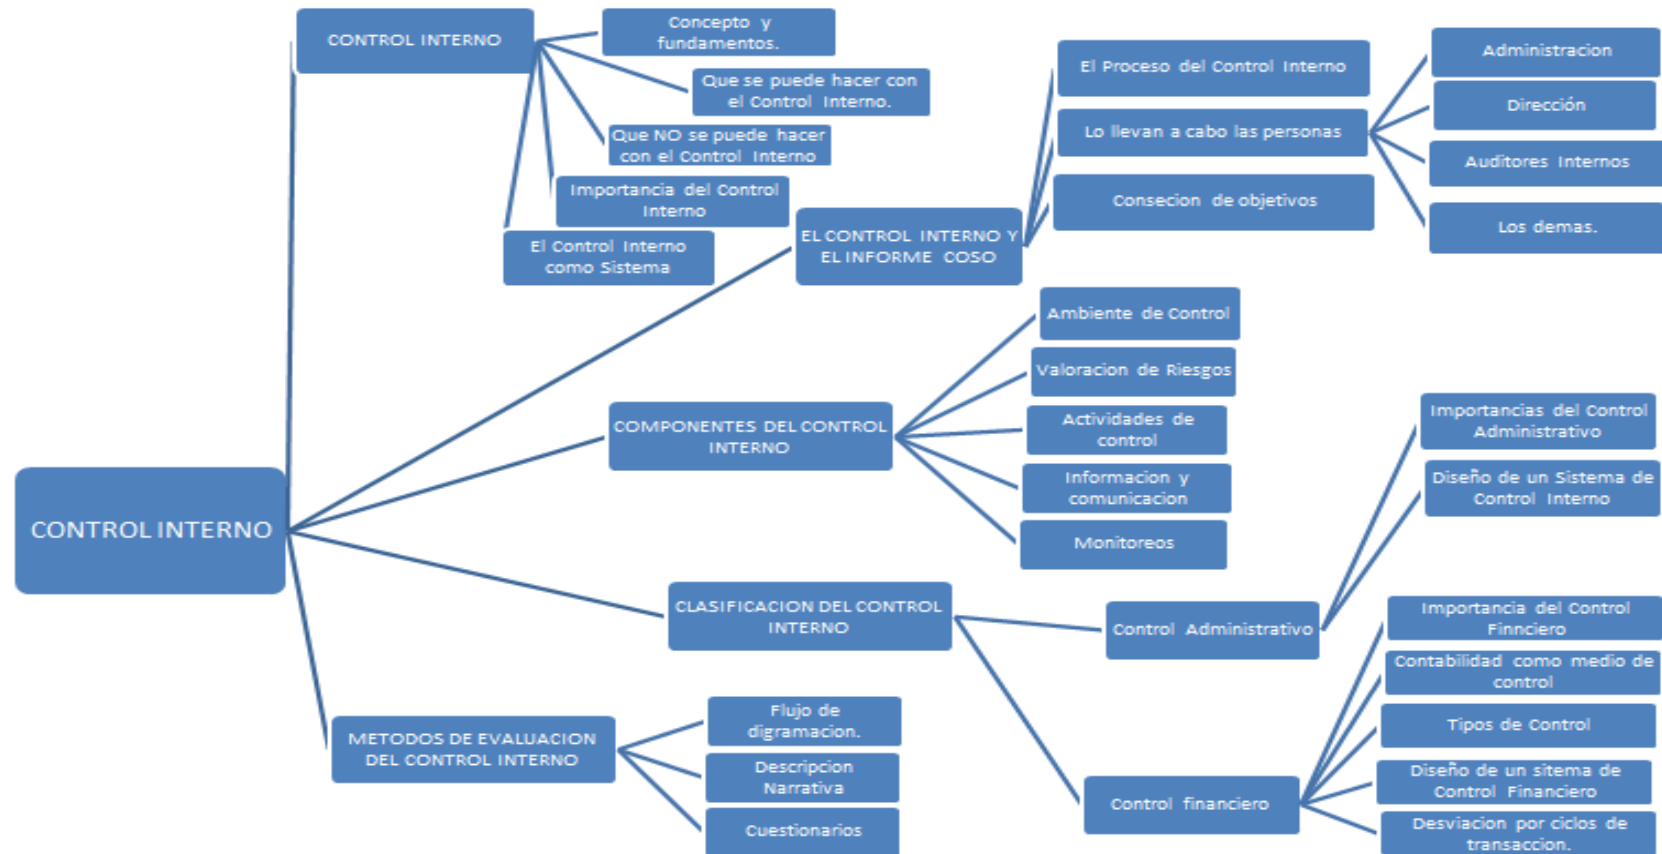 CONTROL INTERNO
CONTROL INTERNO
Concepto y
fundamentos.
Que se puede hacer con
el Control Interno.
Que NO se puede hacer
con el Control Interno
Importancia del Control
Interno
El Control Interno
como Sistema
EL CONTROL INTERNO Y
EL INFORME COSO
El Proceso del Control Interno
Lo llevan a cabo las personas
Administracion
Dirección
Auditores Internos
Los demas.
Consecion de objetivos
COMPONENTES DEL CONTROL
INTERNO
Ambiente de Control
Valoracion de Riesgos
Actividades de
control
Informacion y
comunicacion
Monitoreos
CLASIFICACION DEL CONTROL
INTERNO
Control Administrativo
Importancias del Control
Administrativo
Diseño de un Sistema de
Control Interno
Control financiero
Importancia del Control
Finnciero
Contabilidad como medio de
control
Tipos de Control
Diseño de un sitema de
Control Financiero
Desviacion por ciclos de
transaccion.
METODOS DE EVALUACION
DEL CONTROL INTERNO
Flujo de
digramacion.
Descripcion
Narrativa
Cuestionarios